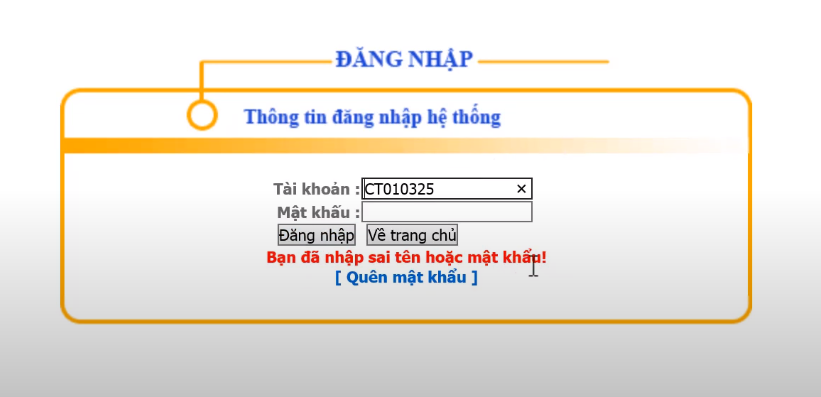 ĐĂNG NHẬP
Thông tin đăng nhập hệ thống
Tài khoản : CT010325 ×
Mật khẩu :
Đăng nhập Về trang chủ
Bạn đã nhập sai tên hoặc mật khẩu!
[ Quên mật khẩu ]